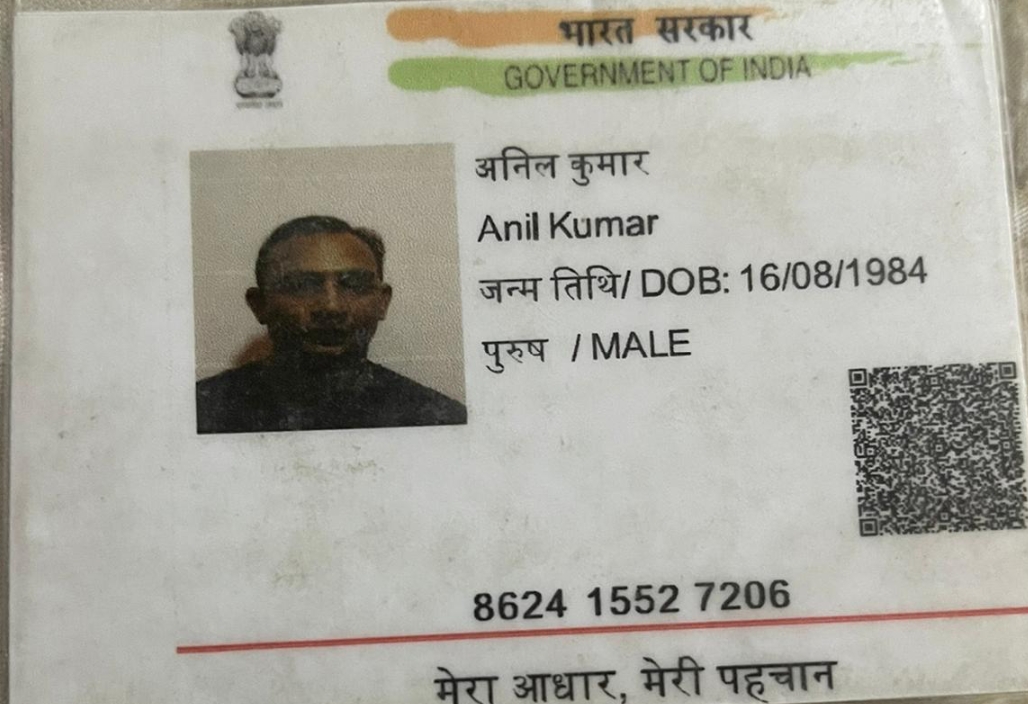 भारत सरकार
GOVERNMENT OF INDIA
अनिल कुमार
Anil Kumar
जन्म तिथि/ DOB: 16/08/1984
पुरुष / MALE
8624 1552 7206
मेरा आधार, मेरी पहचान